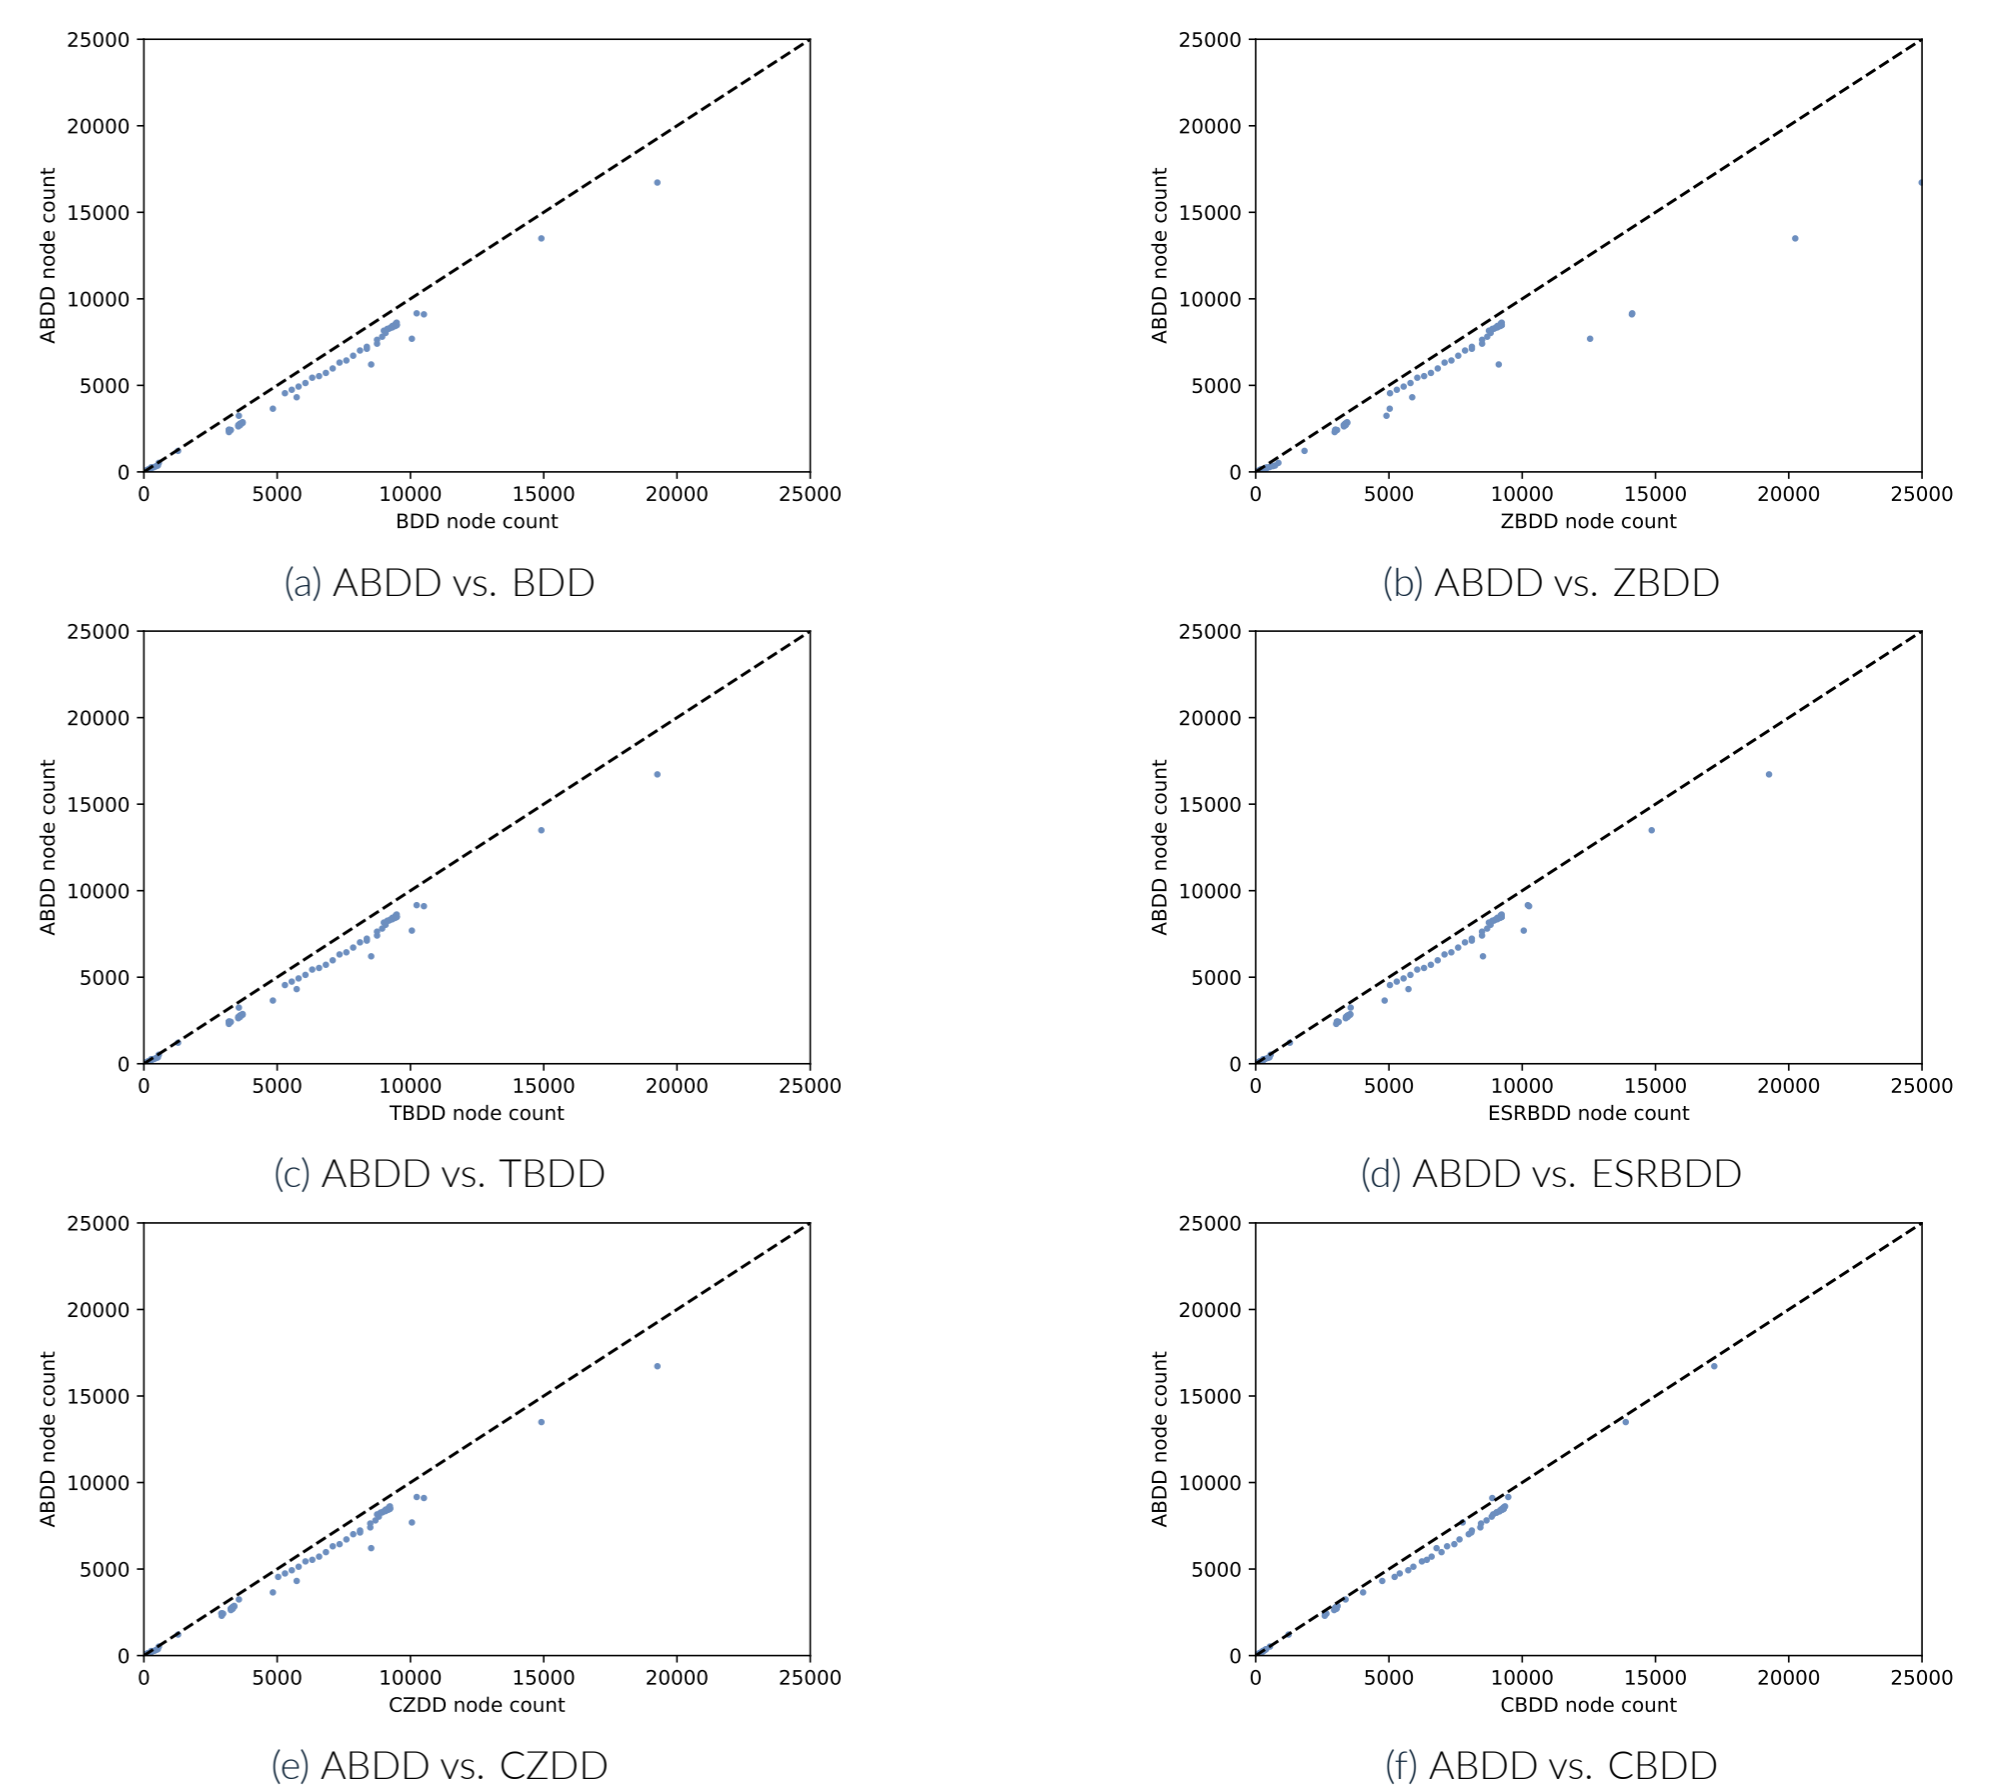 25000
20000
15000
10000
5000
0
ABDD node count
0 5000 10000 15000 20000 25000
BDD node count
(a) ABDD vs. BDD
25000
20000
15000
10000
5000
0
ABDD node count
0 5000 10000 15000 20000 25000
ZBDD node count
(b) ABDD vs. ZBDD
25000
20000
15000
10000
5000
0
ABDD node count
0 5000 10000 15000 20000 25000
TBDD node count
(c) ABDD vs. TBDD
25000
20000
15000
10000
5000
0
ABDD node count
0 5000 10000 15000 20000 25000
ESRBDD node count
(d) ABDD vs. ESRBDD
25000
20000
15000
10000
5000
0
ABDD node count
0 5000 10000 15000 20000 25000
CZDD node count
(e) ABDD vs. CZDD
25000
20000
15000
10000
5000
0
ABDD node count
0 5000 10000 15000 20000 25000
CBDD node count
(f) ABDD vs. CBDD